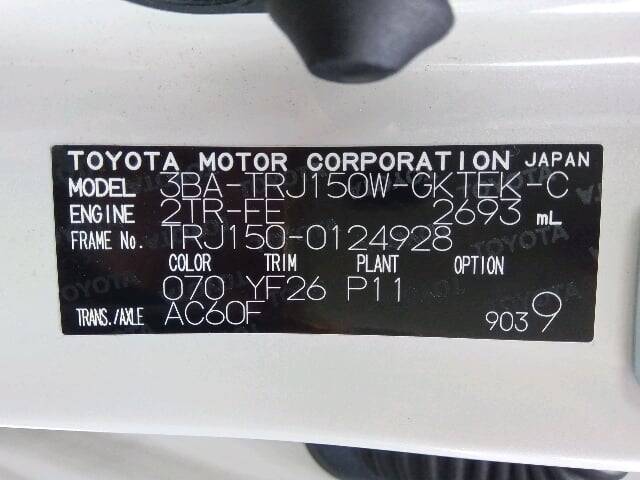 TOYOTA MOTOR CORPORATION JAPAN
MODEL 3BA-TRJ150W-GKTEK-C
ENGINE 2TR-FE 2693 mL
FRAME No. TRJ150-0124928
COLOR TRIM PLANT OPTION
070 YF26 P11
TRANS./AXLE AC60F 9039